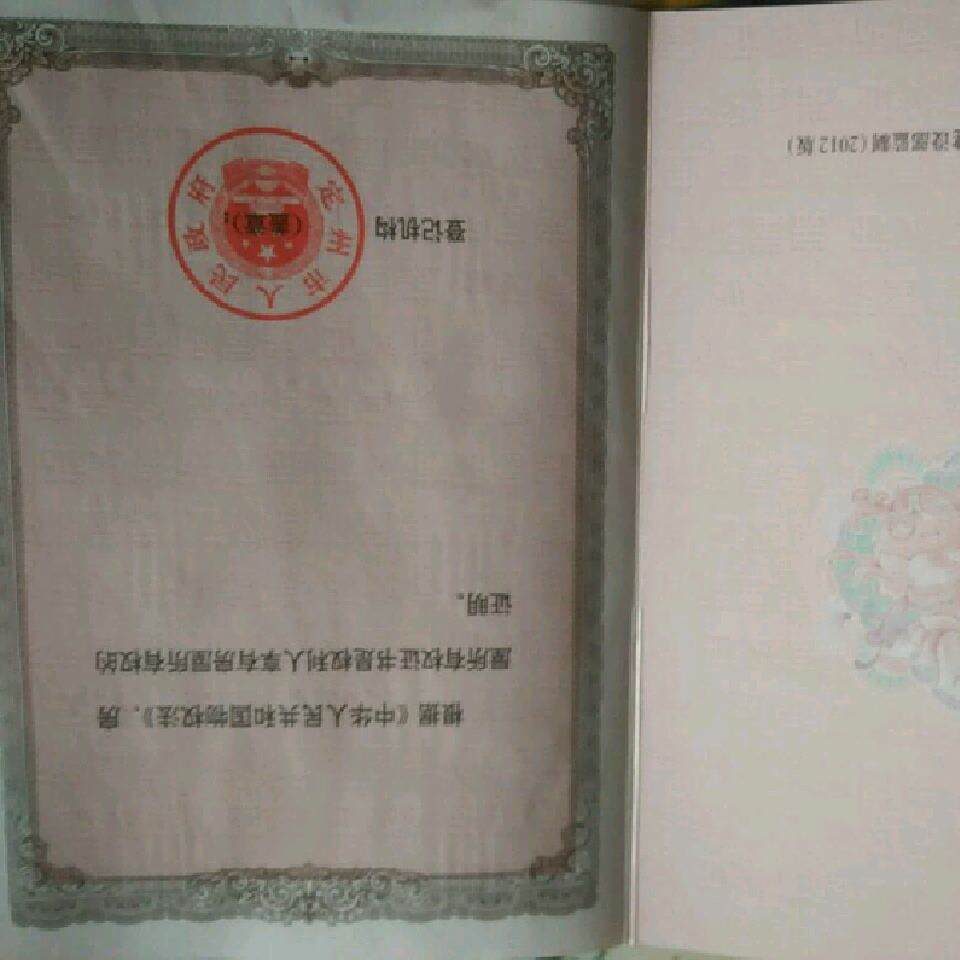 根据《中华人民共和国物权法》，房
屋所有权证书是权利人享有房屋所有权的
证明。
登记机构
（盖章）：
定州市人民政府
建设部监制（2012版）